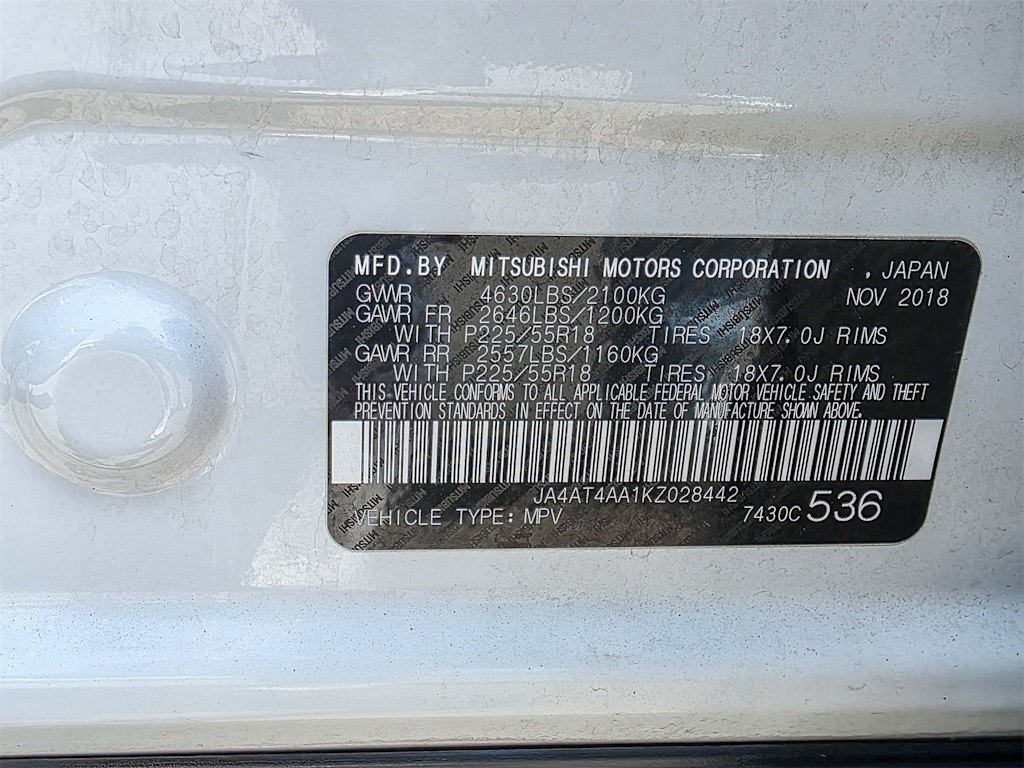 MFD.BY MITSUBISHI MOTORS CORPORATION , JAPAN
GVWR 4630LBS/2100KG NOV 2018
GAWR FR 2646LBS/1200KG
WITH P225/55R18 TIRES 18X7.0J RIMS
GAWR RR 2557LBS/1160KG
WITH P225/55R18 TIRES 18X7.0J RIMS
THIS VEHICLE CONFORMS TO ALL APPLICABLE FEDERAL MOTOR VEHICLE SAFETY AND THEFT
PREVENTION STANDARDS IN EFFECT ON THE DATE OF MANUFACTURE SHOWN ABOVE.
JA4AT4AA1KZ028442
VEHICLE TYPE: MPV 7430C 536